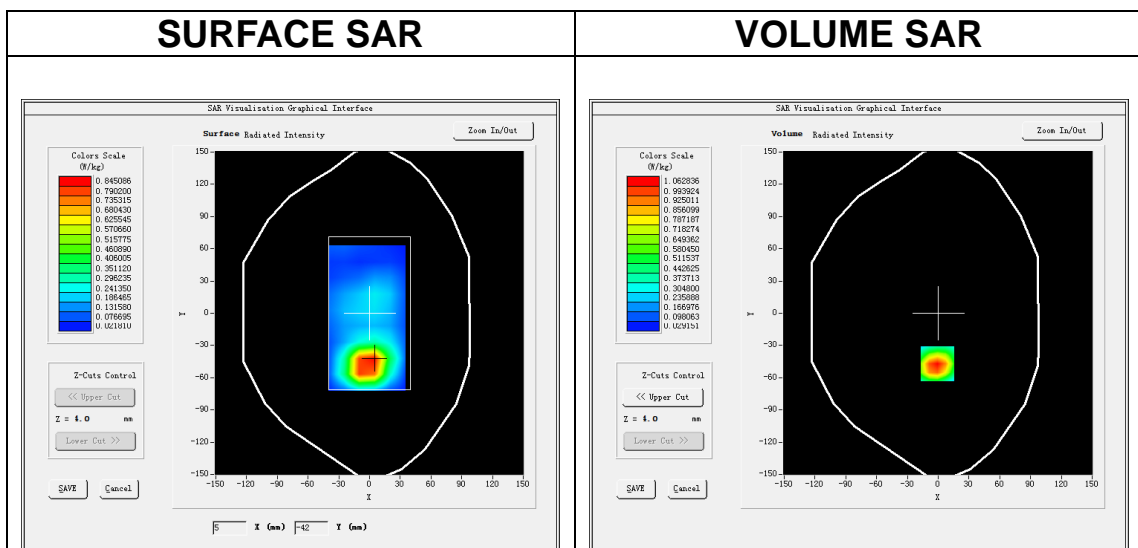 SURFACE SAR
VOLUME SAR
SAR Visualisation Graphical Interface
Surface Radiated Intensity
Zoom In/Out
Colors Scale
(W/kg)
0.845086
0.790200
0.735315
0.680430
0.625545
0.570660
0.515775
0.460890
0.406005
0.351120
0.296235
0.241350
0.186465
0.131580
0.076695
0.021810
Z-Cuts Control
<< Upper Cut
Z = 4.0 mm
Lower Cut >>
SAVE
Cancel
150
120
90
60
30
0
-30
-60
-90
-120
-150
Y
-150 -120 -90 -60 -30 0 30 60 90 120 150
X
5 X (mm) -42 Y (mm)
SAR Visualisation Graphical Interface
Volume Radiated Intensity
Zoom In/Out
Colors Scale
(W/kg)
1.062836
0.993924
0.925011
0.856099
0.787187
0.718274
0.649362
0.580450
0.511537
0.442625
0.373713
0.304800
0.235888
0.166976
0.098063
0.029151
Z-Cuts Control
<< Upper Cut
Z = 4.0 mm
Lower Cut >>
SAVE
Cancel
150
120
90
60
30
0
-30
-60
-90
-120
-150
Y
-150 -120 -90 -60 -30 0 30 60 90 120 150
X